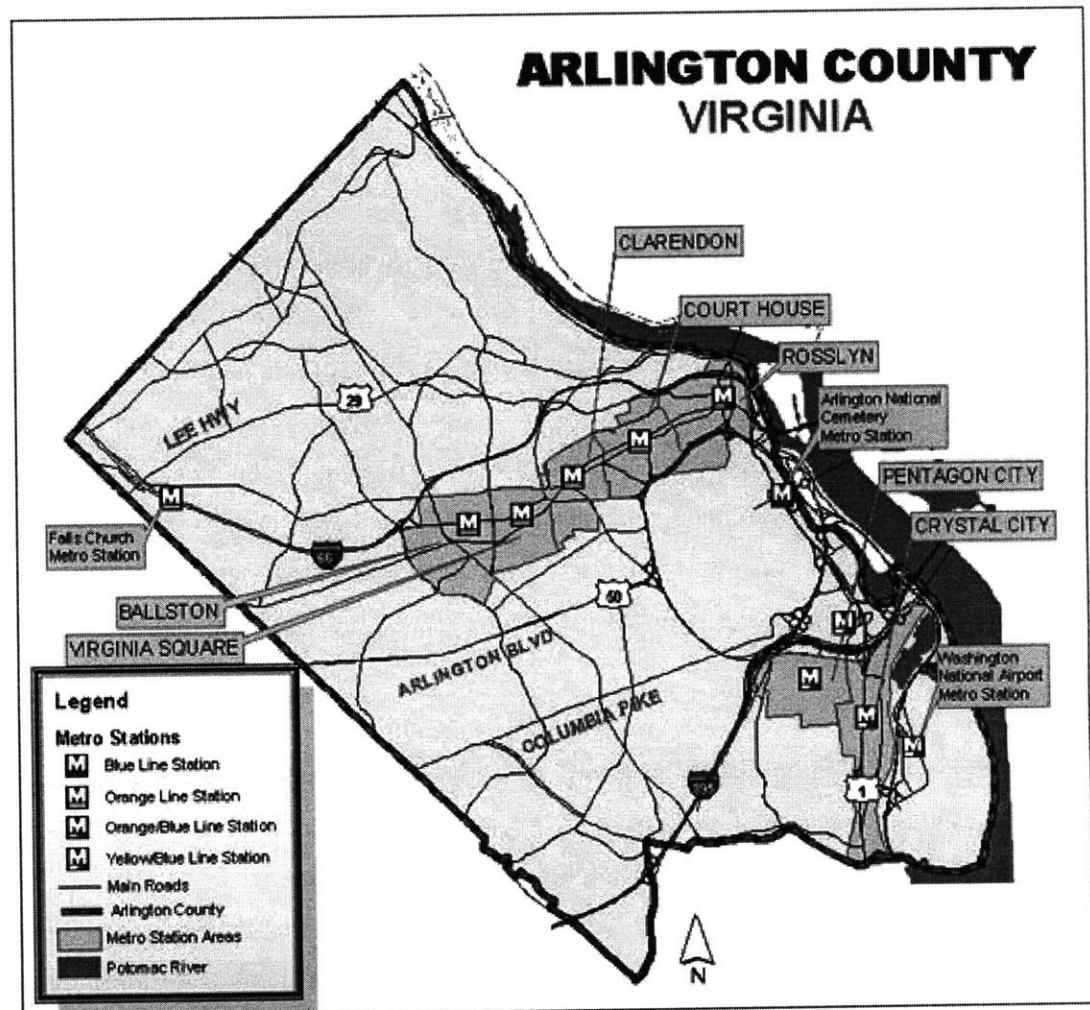 ARLINGTON COUNTY
VIRGINIA
CLARENDON
COURT HOUSE
ROSSLYN
Arlington National
Cemetery
Metro Station
PENTAGON CITY
CRYSTAL CITY
LEE HWY
29
M
M
M
M
M
M
M
M
M
M
M
Falls Church
Metro Station
66
BALLSTON
VIRGINIA SQUARE
50
ARLINGTON BLVD
COLUMBIA PIKE
Washington
National Airport
Metro Station
1
N
Legend
Metro Stations
M Blue Line Station
M Orange Line Station
M Orange/Blue Line Station
M Yellow/Blue Line Station
Main Roads
Arlington County
Metro Station Areas
Potomac River